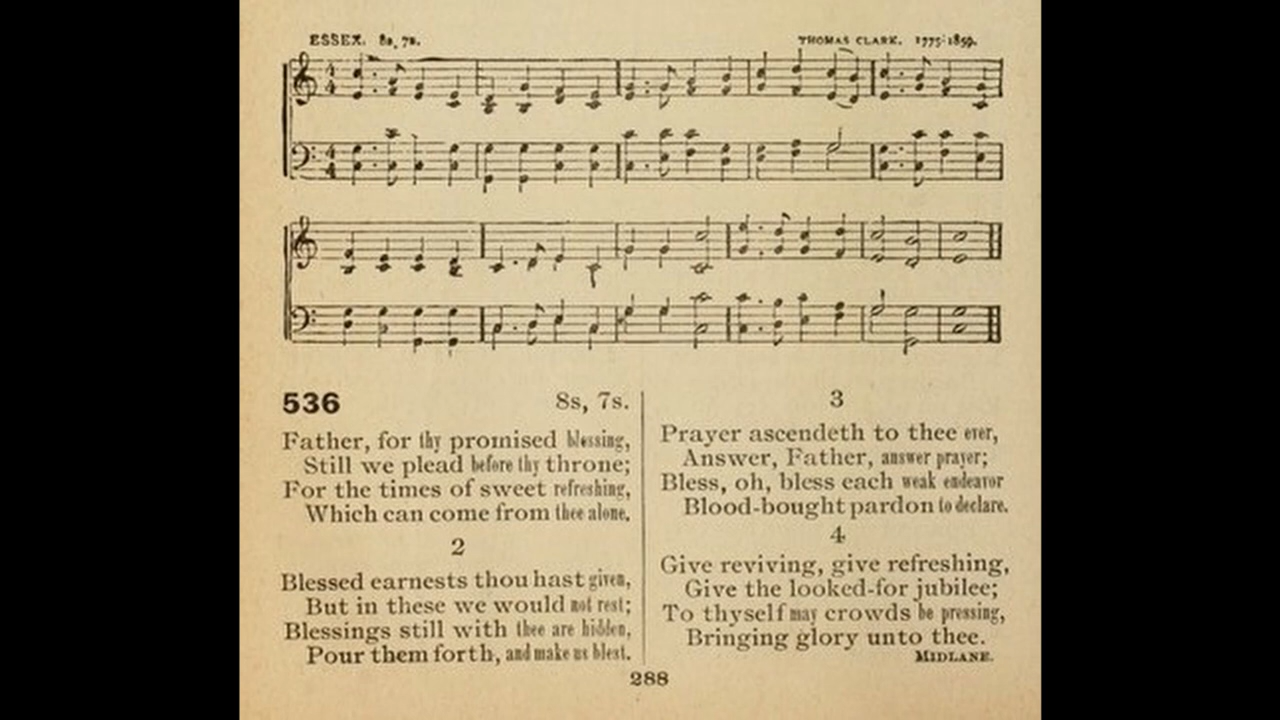 ESSEX. 8s, 7s. THOMAS CLARK. 1775-1859.
536 8s, 7s.
Father, for thy promised blessing,
Still we plead before thy throne;
For the times of sweet refreshing,
Which can come from thee alone.
2
Blessed earnests thou hast given,
But in these we would not rest;
Blessings still with thee are hidden,
Pour them forth, and make us blest.
3
Prayer ascendeth to thee ever,
Answer, Father, answer prayer;
Bless, oh, bless each weak endeavor
Blood-bought pardon to declare.
4
Give reviving, give refreshing,
Give the looked-for jubilee;
To thyself may crowds be pressing,
Bringing glory unto thee.
MIDLANE.
288